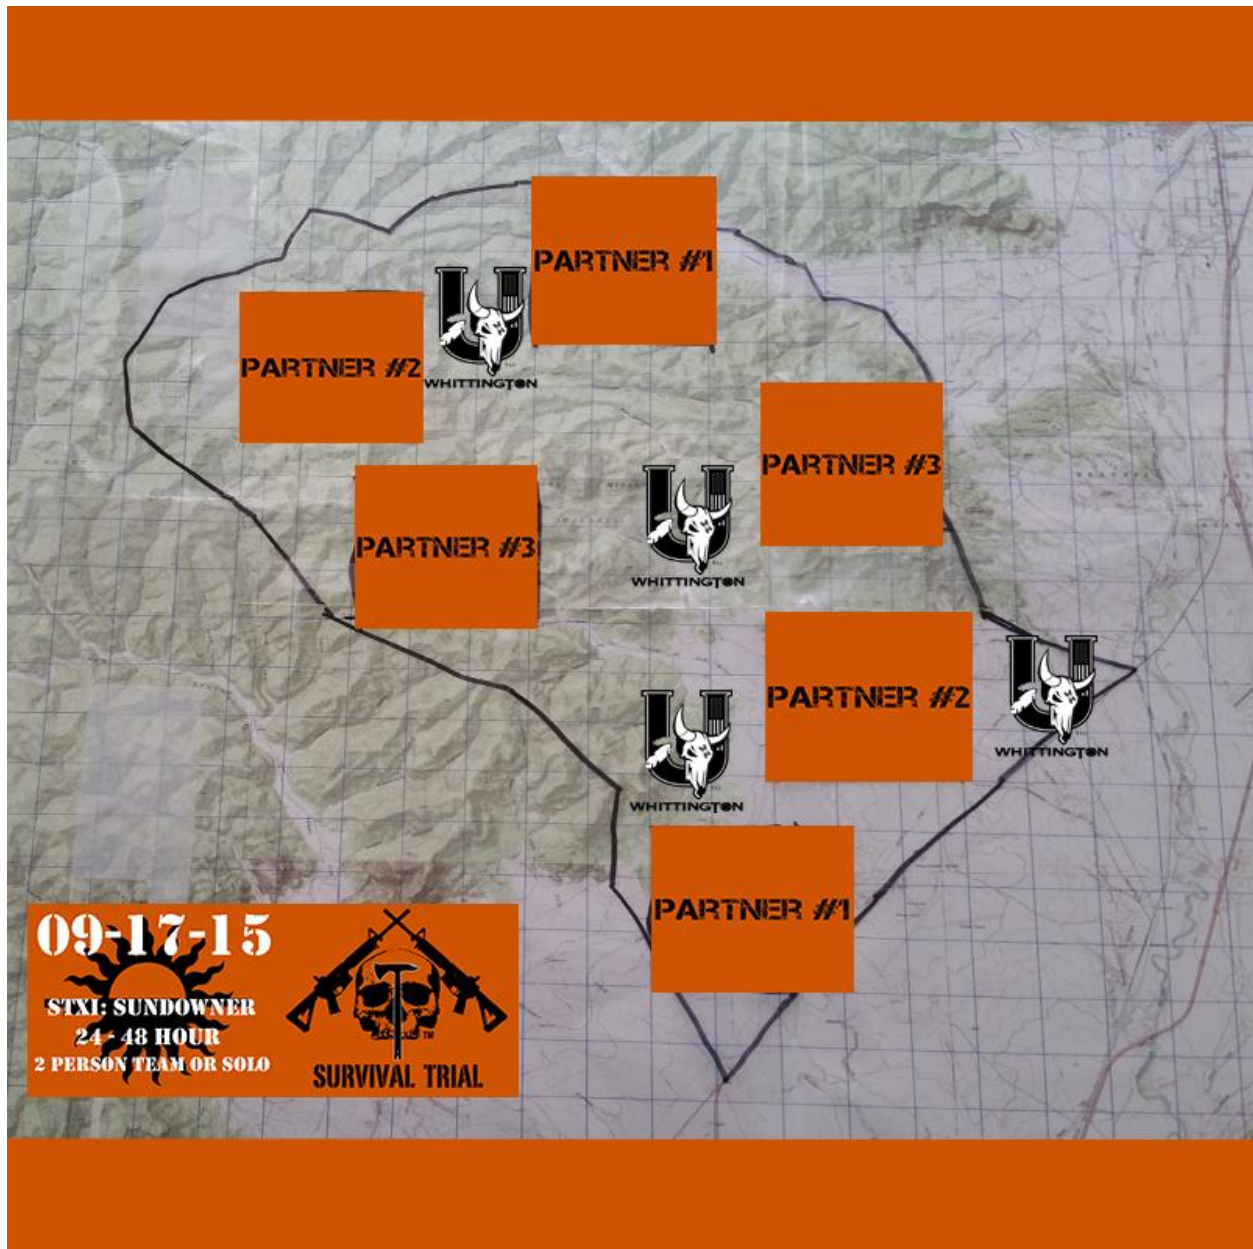 PARTNER #1
PARTNER #2
WHITTINGTON
PARTNER #3
PARTNER #3
WHITTINGTON
PARTNER #2
WHITTINGTON
WHITTINGTON
PARTNER #1
09-17-15
STXI: SUNDOWNER
24 - 48 HOUR
2 PERSON TEAM OR SOLO
SURVIVAL TRIAL